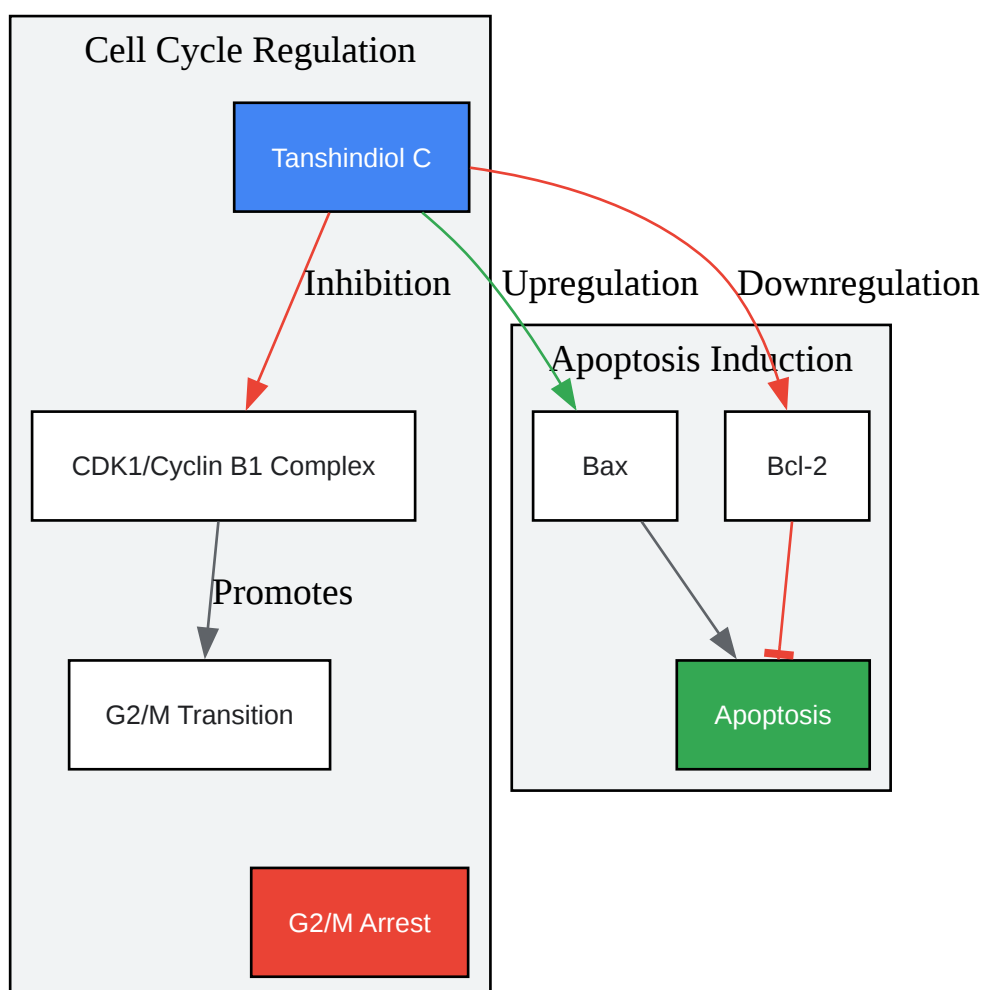 Cell Cycle Regulation
Tanshindiol C
Inhibition
Upregulation
Downregulation
Apoptosis Induction
CDK1/Cyclin B1 Complex
Bax
Bcl-2
Promotes
G2/M Transition
Apoptosis
G2/M Arrest